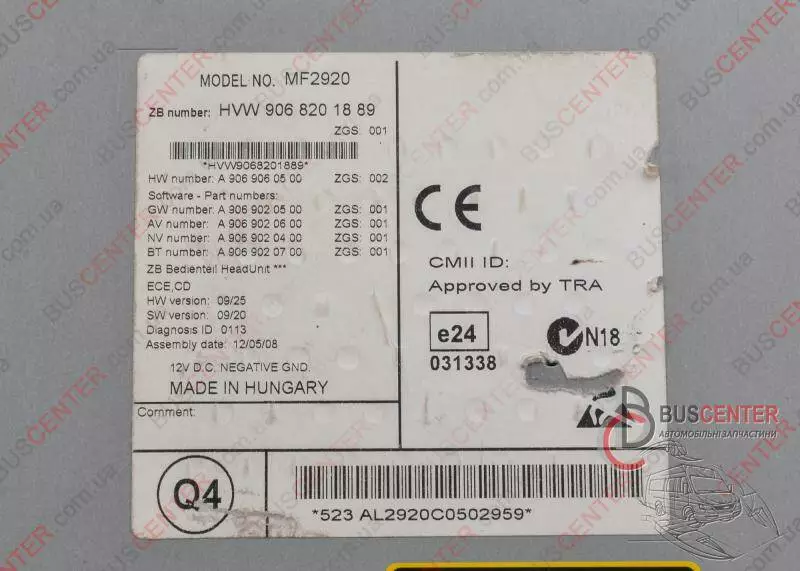 MODEL NO. MF2920
ZB number: HVW 906 820 18 89
ZGS: 001
*HVW9068201889*
HW number: A 906 906 05 00 ZGS: 002
Software - Part numbers:
GW number: A 906 902 05 00 ZGS: 001
AV number: A 906 902 06 00 ZGS: 001
NV number: A 906 902 04 00 ZGS: 001
BT number: A 906 902 07 00 ZGS: 001
ZB Bedienteil HeadUnit ***
ECE,CD
HW version: 09/25
SW version: 09/20
Diagnosis ID 0113
Assembly date: 12/05/08
12V D.C. NEGATIVE GND.
MADE IN HUNGARY
Comment:
CE
CMII ID:
Approved by TRA
e24
031338
N18
Q4
*523 AL2920C0502959*
BUSCENTER
АВТОМОБІЛЬНІ ЗАПЧАСТИНИ
BUSCENTER.com.ua